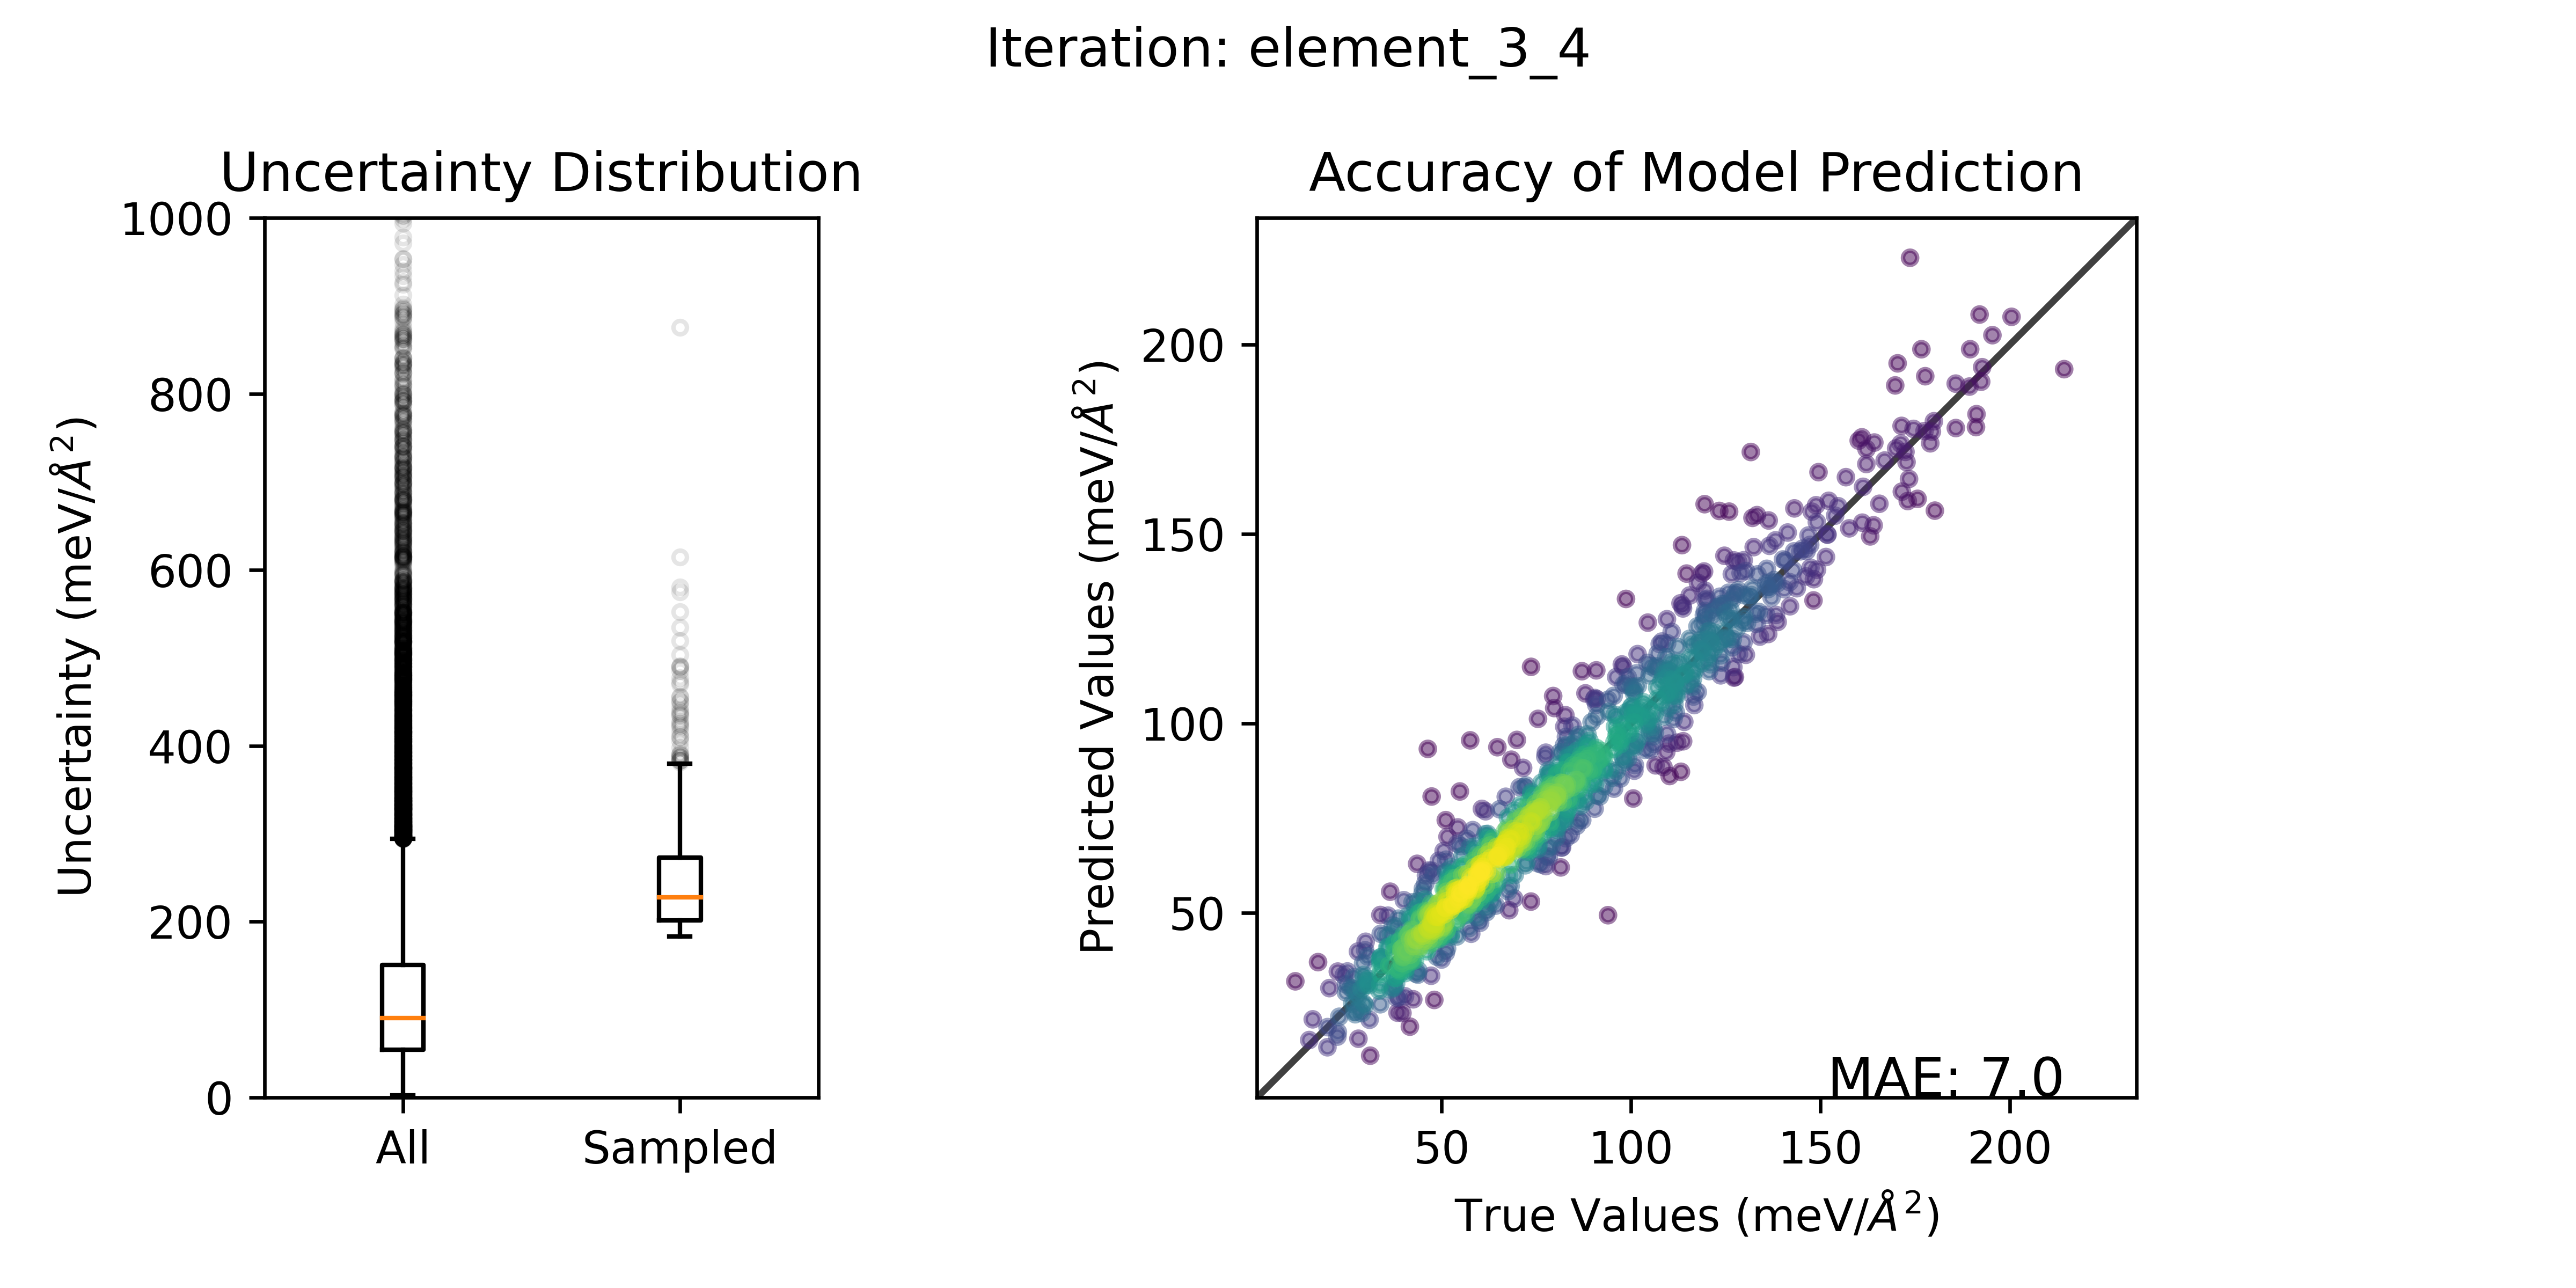 Iteration: element_3_4
Uncertainty Distribution
1000
800
600
400
200
0
Uncertainty (meV/Å²)
All
Sampled
Accuracy of Model Prediction
200
150
100
50
Predicted Values (meV/Å²)
MAE: 7.0
50
100
150
200
True Values (meV/Å²)